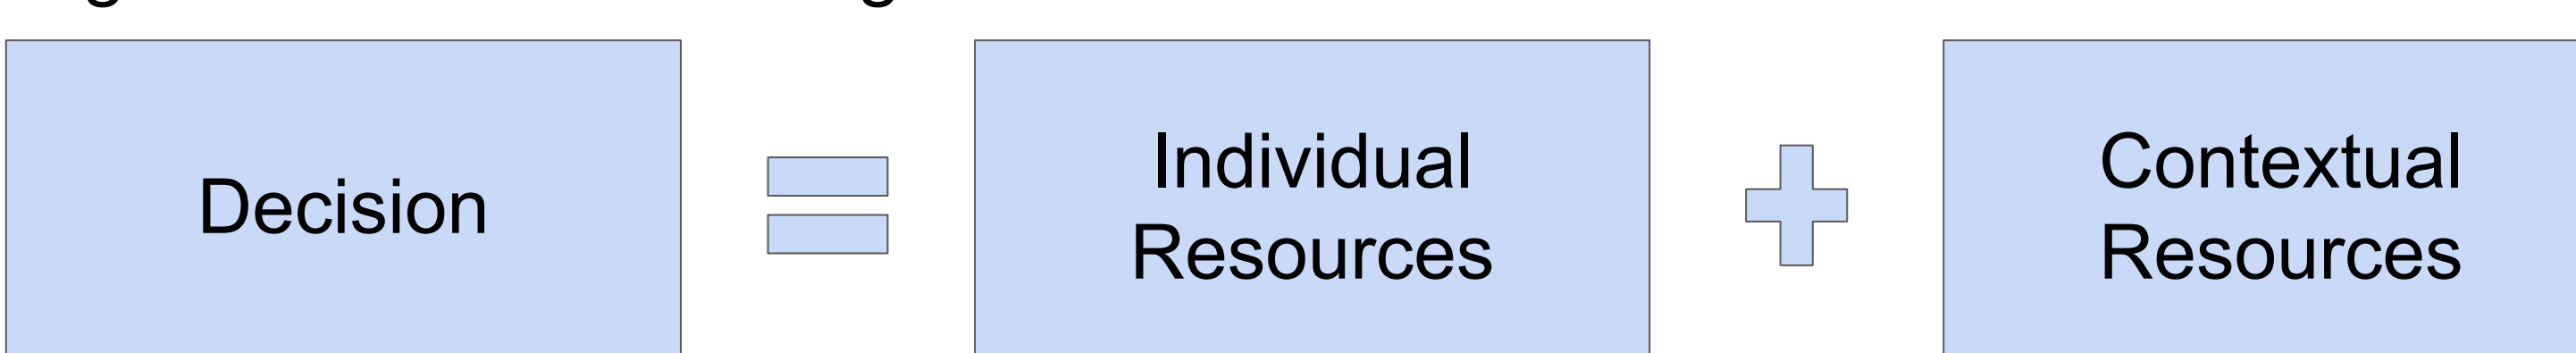 Decision
Individual
Resources
Contextual
Resources